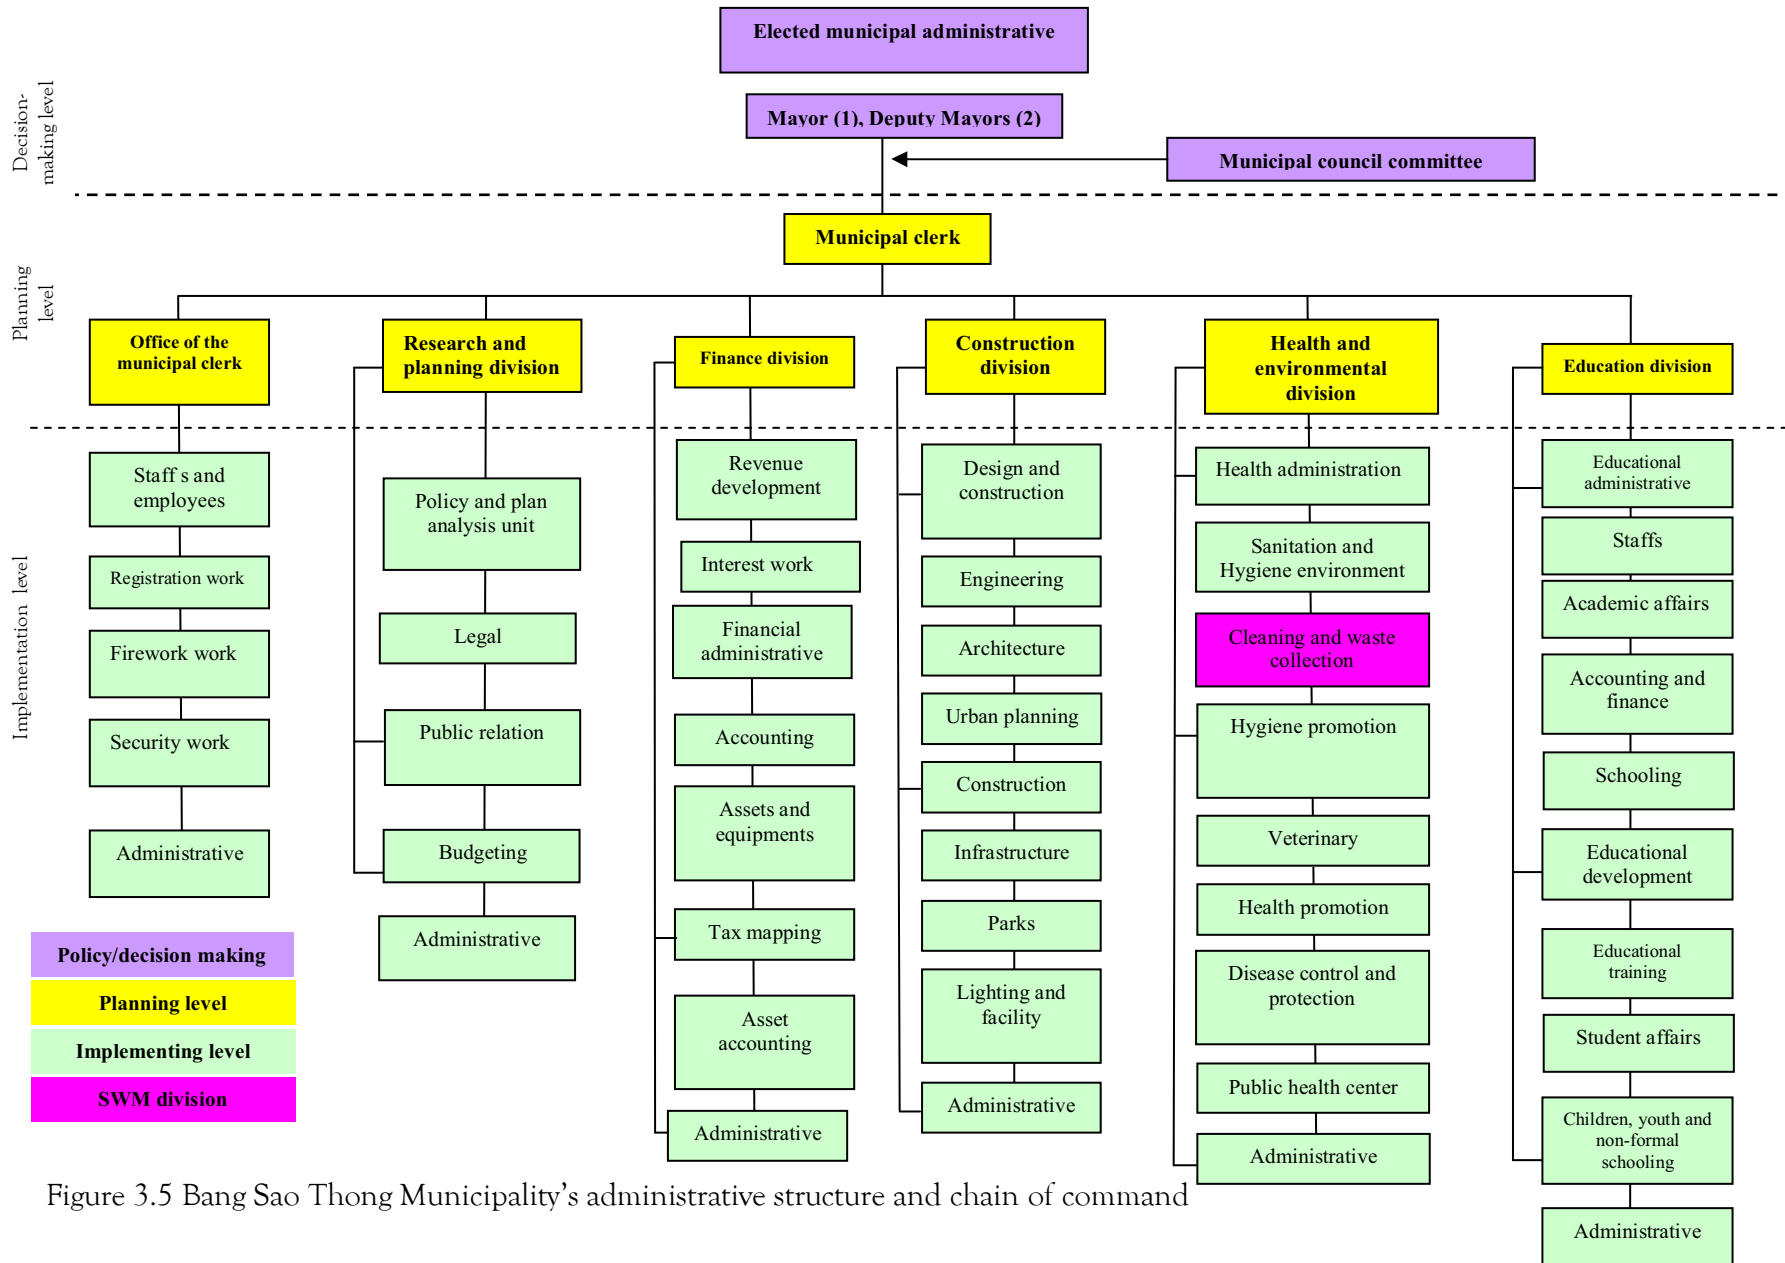 Elected municipal administrative
Decision-
making level
Mayor (1), Deputy Mayors (2)
Municipal council committee
Planning
level
Municipal clerk
Office of the
municipal clerk
Research and
planning division
Finance division
Construction
division
Health and
environmental
division
Education division
Implementation level
Staff s and
employees
Registration work
Firework work
Security work
Administrative
Policy and plan
analysis unit
Legal
Public relation
Budgeting
Administrative
Revenue
development
Interest work
Financial
administrative
Accounting
Assets and
equipments
Tax mapping
Asset
accounting
Administrative
Design and
construction
Engineering
Architecture
Urban planning
Construction
Infrastructure
Parks
Lighting and
facility
Administrative
Health administration
Sanitation and
Hygiene environment
Cleaning and waste
collection
Hygiene promotion
Veterinary
Health promotion
Disease control and
protection
Public health center
Administrative
Educational
administrative
Staffs
Academic affairs
Accounting and
finance
Schooling
Educational
development
Educational
training
Student affairs
Children, youth and
non-formal
schooling
Administrative
Policy/decision making
Planning level
Implementing level
SWM division
Figure 3.5 Bang Sao Thong Municipality’s administrative structure and chain of command